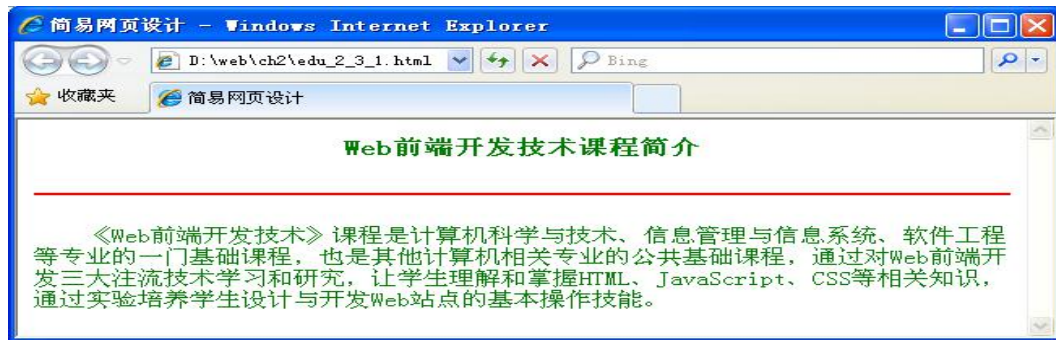 简易网页设计 - Windows Internet Explorer
D:\web\ch2\edu_2_3_1.html
Bing
收藏夹
简易网页设计
Web前端开发技术课程简介
《Web前端开发技术》课程是计算机科学与技术、信息管理与信息系统、软件工程
等专业的一门基础课程，也是其他计算机相关专业的公共基础课程，通过对Web前端开
发三大注流技术学习和研究，让学生理解和掌握HTML、JavaScript、CSS等相关知识，
通过实验培养学生设计与开发Web站点的基本操作技能。